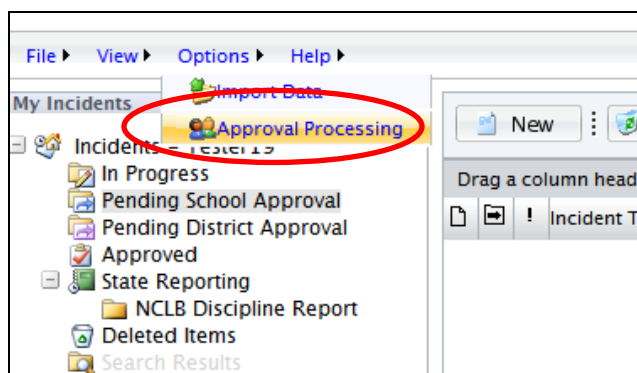 File View Options Help
Import Data
My Incidents
Approval Processing
New
Incidents - Tester19
In Progress
Drag a column head
Pending School Approval
! Incident T
Pending District Approval
Approved
State Reporting
NCLB Discipline Report
Deleted Items
Search Results